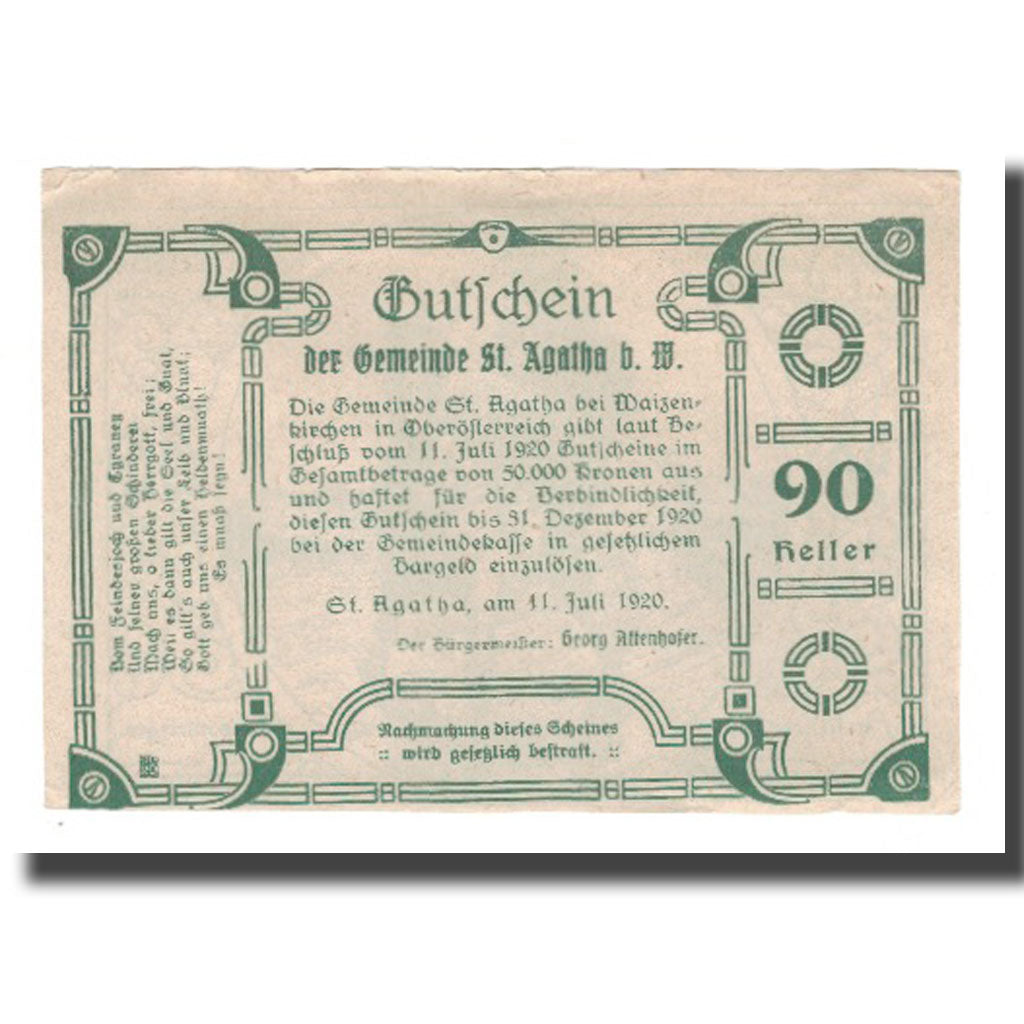 Gutschein
der Gemeinde St. Agatha b. W.
Die Gemeinde St. Agatha bei Waizen-
kirchen in Oberösterreich gibt laut Be-
schluß vom 11. Juli 1920 Gutscheine im
Gesamtbetrage von 50.000 Kronen aus
und haftet für die Verbindlichkeit,
diesen Gutschein bis 31. Dezember 1920
bei der Gemeindekasse in gesetzlichem
Bargeld einzulösen.
St. Agatha, am 11. Juli 1920.
Der Bürgermeister: Georg Attenhofer.
Nachmachung dieses Scheines
:: wird gesetzlich bestraft. ::
90
Heller
Vom Feindesjoch und Tyraney
Und seiner großen Schinderei
Mach uns, o lieber Herrgott, frei;
Weil es dann gilt die Seel und Guat,
So gilt's auch unser Leib und Bluat;
Gott geb uns einen Heldenmuath!
Es muaß seyn!